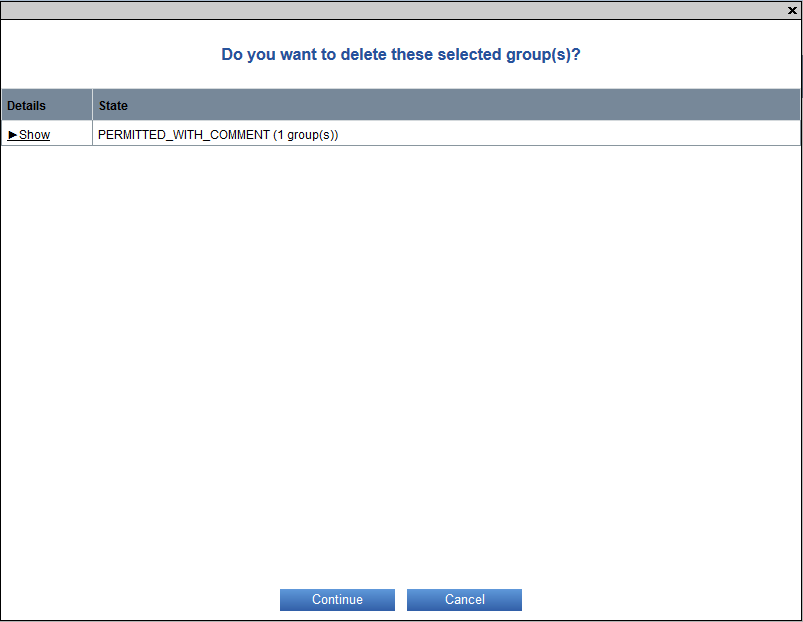 Do you want to delete these selected group(s)?
Details State
►Show PERMITTED_WITH_COMMENT (1 group(s))
Continue Cancel